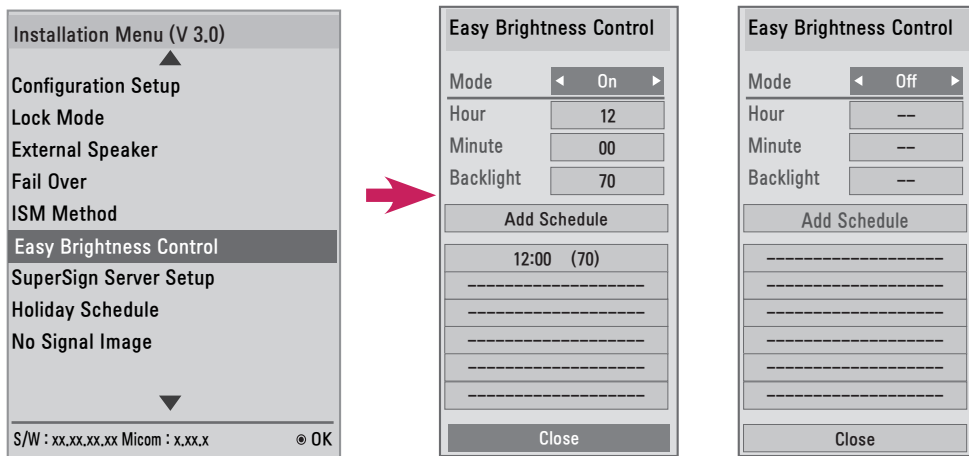 Installation Menu (V 3.0)
Configuration Setup
Lock Mode
External Speaker
Fail Over
ISM Method
Easy Brightness Control
SuperSign Server Setup
Holiday Schedule
No Signal Image
S/W : xx.xx.xx.xx Micom : x.xx.x ◉ OK
Easy Brightness Control
Mode ◀ On ▶
Hour 12
Minute 00
Backlight 70
Add Schedule
12:00 (70)
--------------------
--------------------
--------------------
--------------------
--------------------
Close
Easy Brightness Control
Mode ◀ Off ▶
Hour --
Minute --
Backlight --
Add Schedule
--------------------
--------------------
--------------------
--------------------
--------------------
--------------------
Close